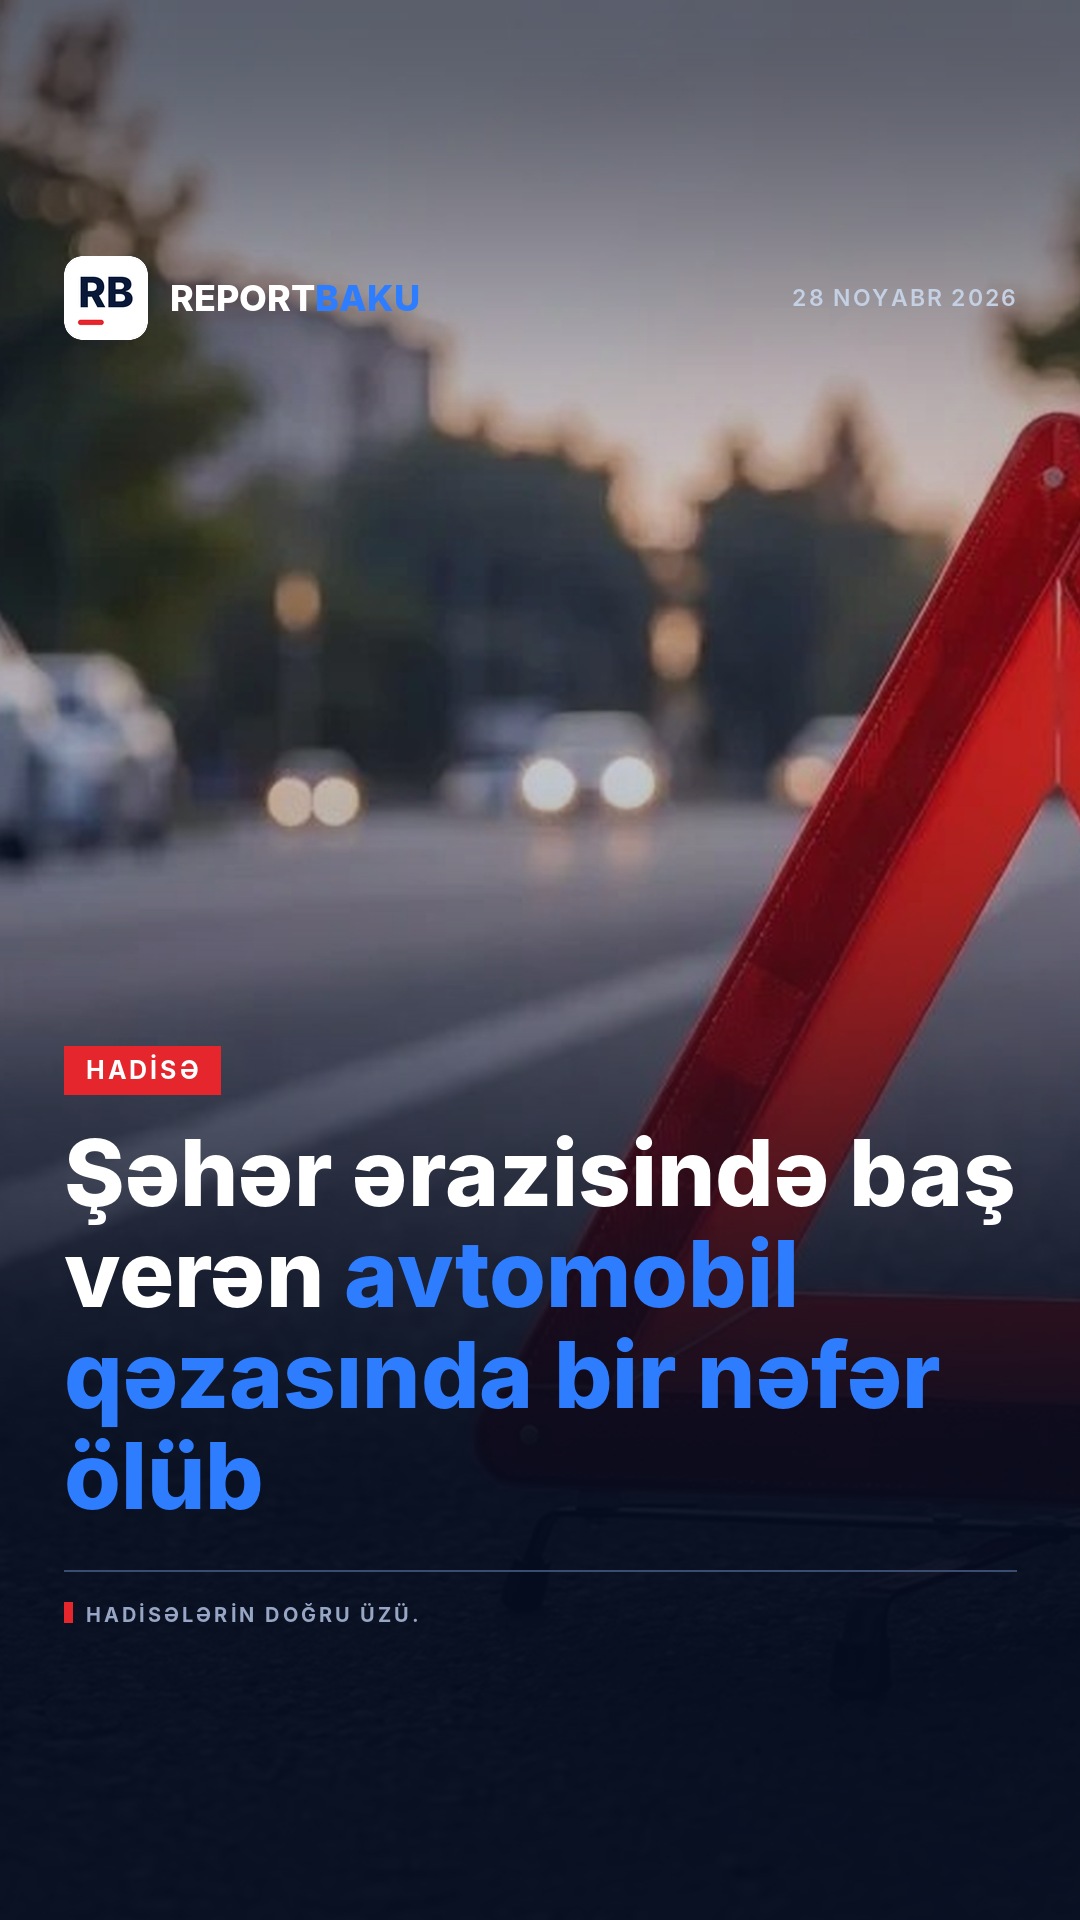 RB
REPORTBAKU
28 NOYABR 2026
HADİSƏ
Şəhər ərazisində baş
verən avtomobil
qəzasında bir nəfər
ölüb
HADİSƏLƏRİN DOĞRU ÜZÜ.